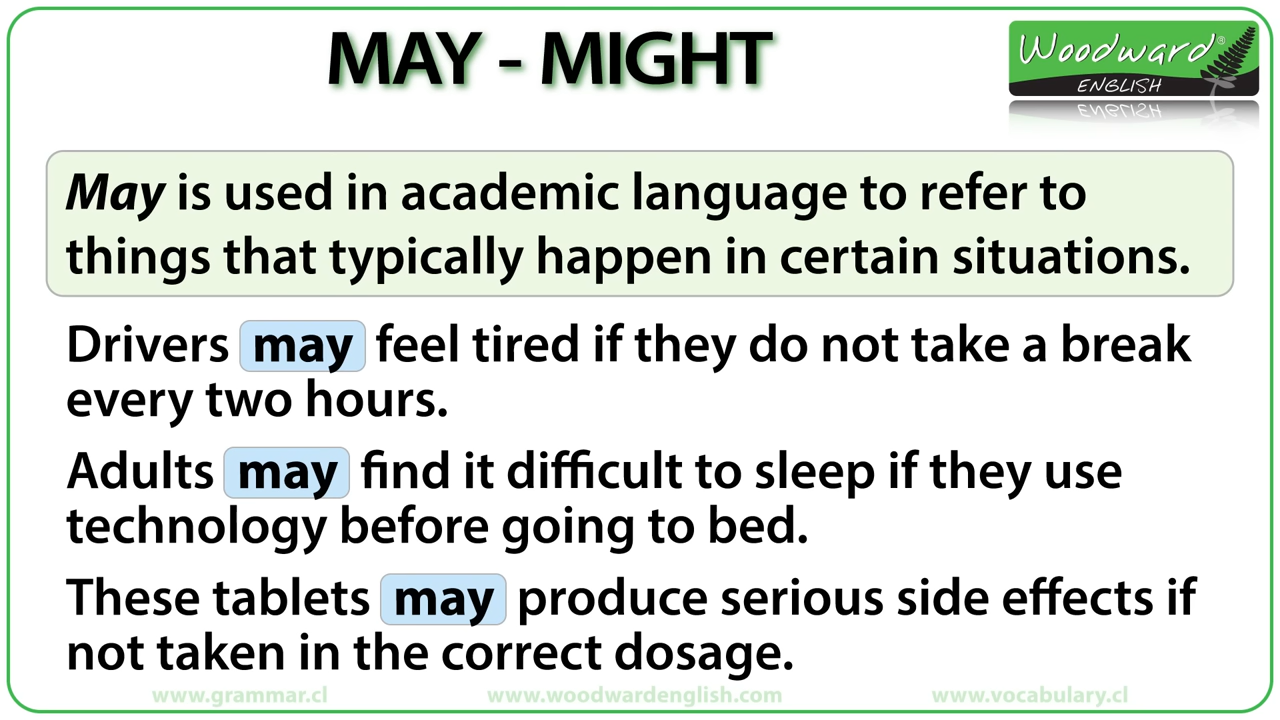 MAY - MIGHT
Woodward®
ENGLISH
May is used in academic language to refer to
things that typically happen in certain situations.
Drivers may feel tired if they do not take a break
every two hours.
Adults may find it difficult to sleep if they use
technology before going to bed.
These tablets may produce serious side effects if
not taken in the correct dosage.
www.grammar.cl www.woodwardenglish.com www.vocabulary.cl